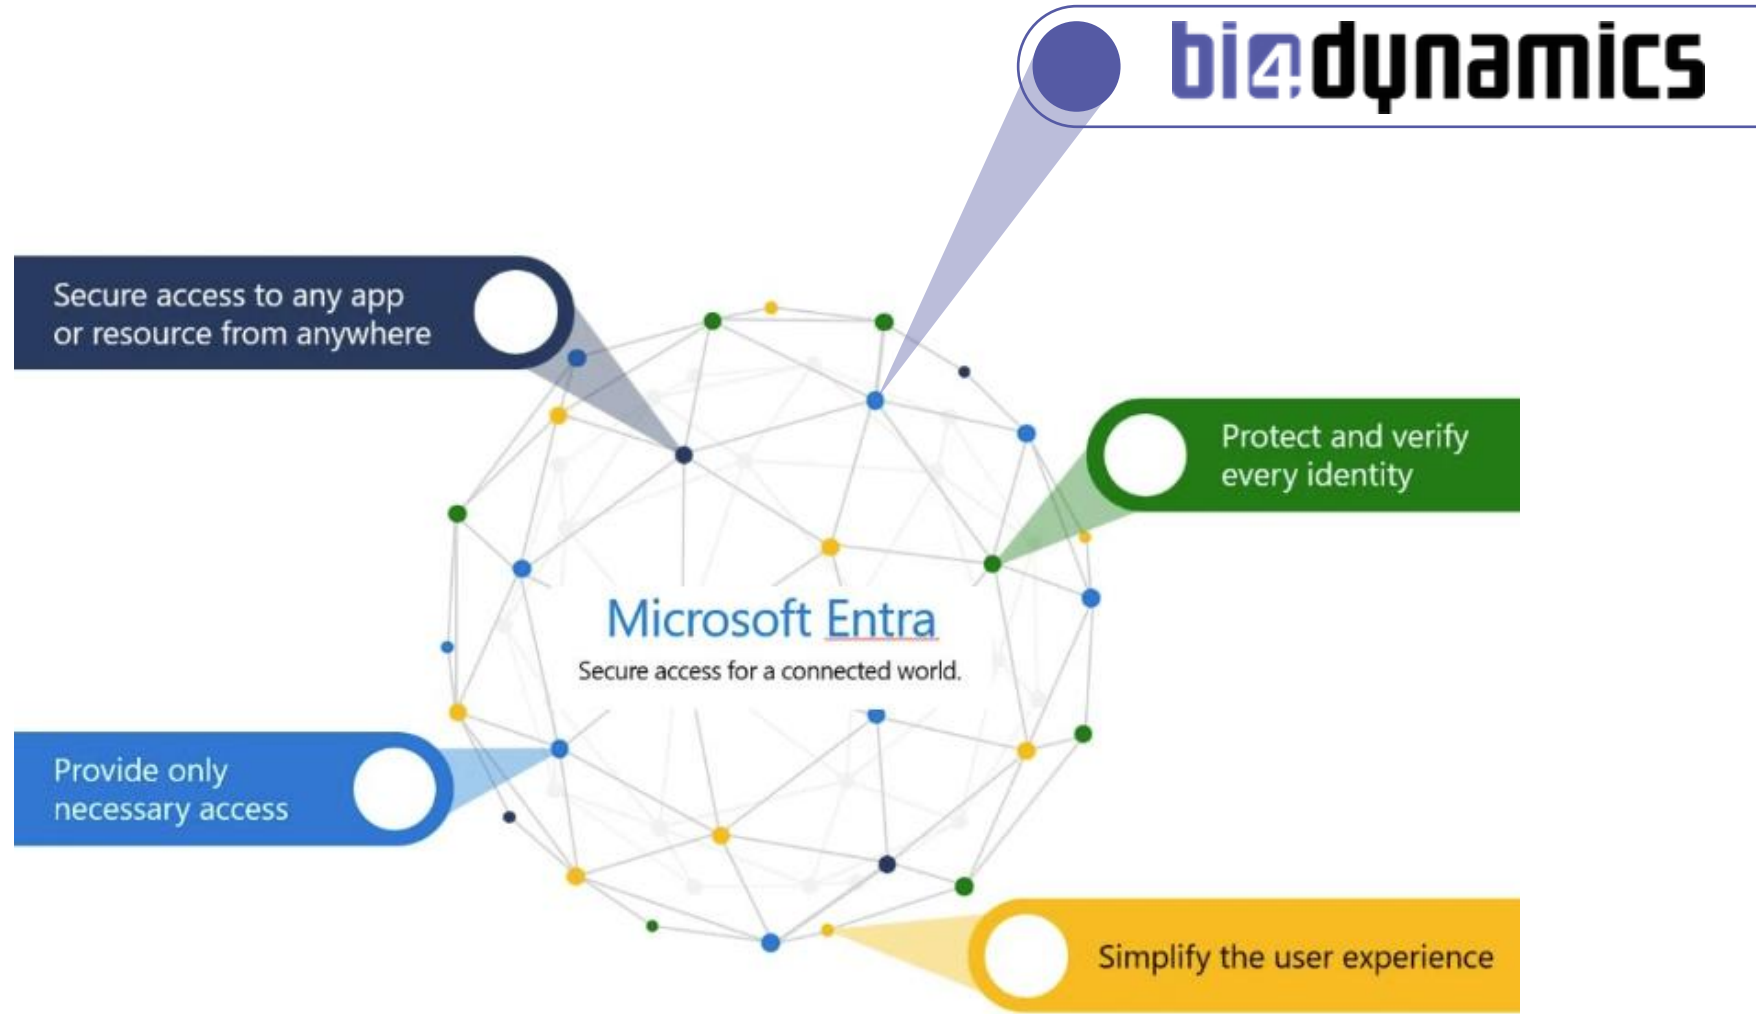 bi4dynamics
Secure access to any app
or resource from anywhere
Protect and verify
every identity
Microsoft Entra
Secure access for a connected world.
Provide only
necessary access
Simplify the user experience